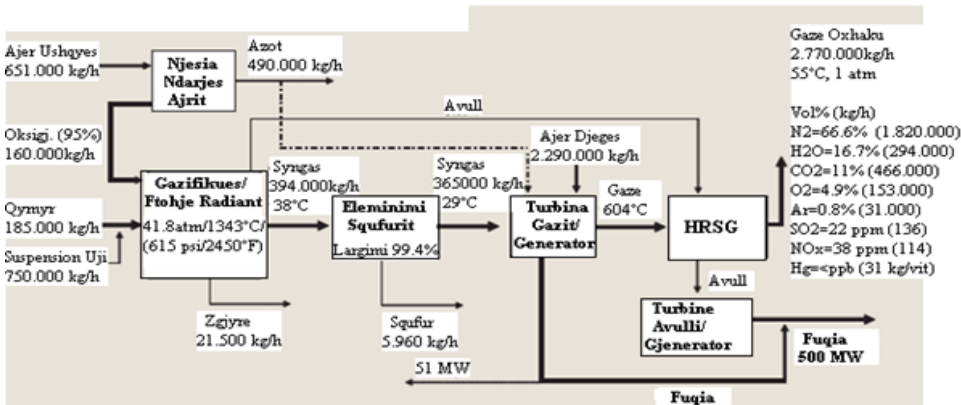 Ajer Ushqyes
651.000 kg/h
Njesia
Ndarjes
Ajrit
Azot
490.000 kg/h
Gaze Oxhaku
2.770.000kg/h
55°C, 1 atm
Avull
Oksigj. (95%)
160.000kg/h
Ajer Djeges
2.290.000 kg/h
Vol% (kg/h)
N2=66.6% (1.820.000)
H2O=16.7% (294.000)
CO2=11% (466.000)
O2=4.9% (153.000)
Ar=0.8% (31.000)
SO2=22 ppm (136)
NOx=38 ppm (114)
Hg=<ppb (31 kg/vit)
Qymyr
185.000 kg/h
Suspension Uji
750.000 kg/h
Gazifikues/
Ftohje Radiant
41.8atm/1343°C/
(615 psi/2450°F)
Syngas
394.000kg/h
38°C
Eleminimi
Squfurit
Largimi 99.4%
Syngas
365000 kg/h
29°C
Turbina
Gazit/
Generator
Gaze
604°C
HRSG
Avull
Zgjyre
21.500 kg/h
Squfur
5.960 kg/h
Turbine
Avulli/
Gjenerator
Fuqia
500 MW
51 MW
Fuqia